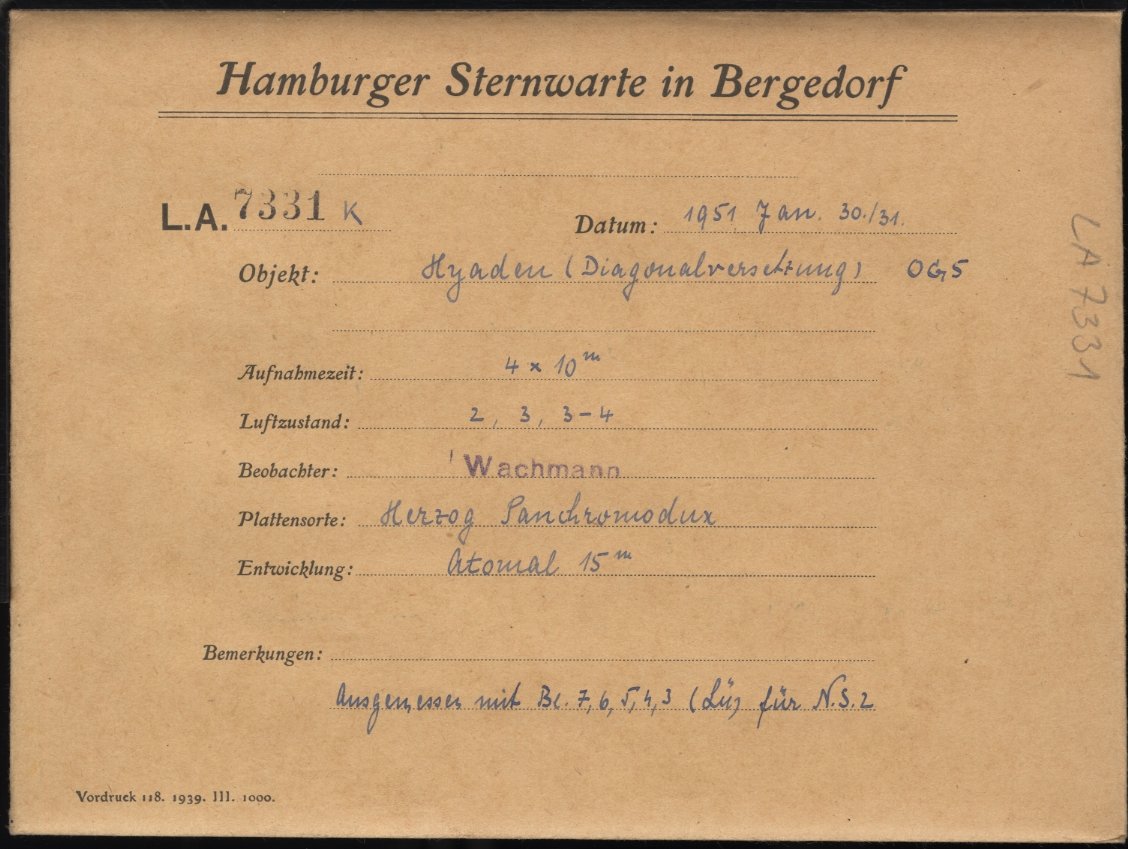 Hamburger Sternwarte in Bergedorf
L.A. 7331 K
Datum: 1951 Jan. 30./31.
Objekt: Hyaden (Diagonalversetzung) OG5
Aufnahmezeit: 4 × 10 m
Luftzustand: 2, 3, 3-4
Beobachter: Wachmann
Plattensorte: Herzog Panchromodux
Entwicklung: Atomal 15 m
Bemerkungen:
Ausgemessen mit Bl. 7, 6, 5, 4, 3 (Lü) für N.S. 2
Vordruck 118. 1939. III. 1000.
LA 7331